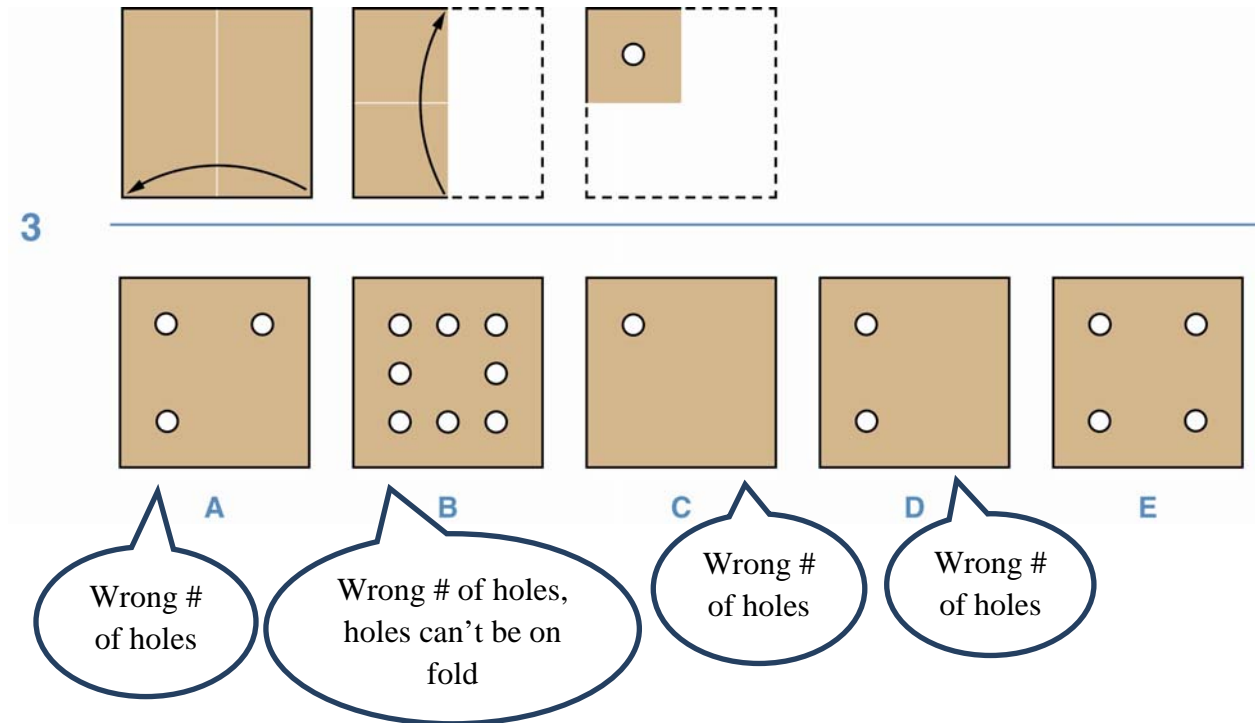 3
A
B
C
D
E
Wrong #
of holes
Wrong # of holes,
holes can’t be on
fold
Wrong #
of holes
Wrong #
of holes